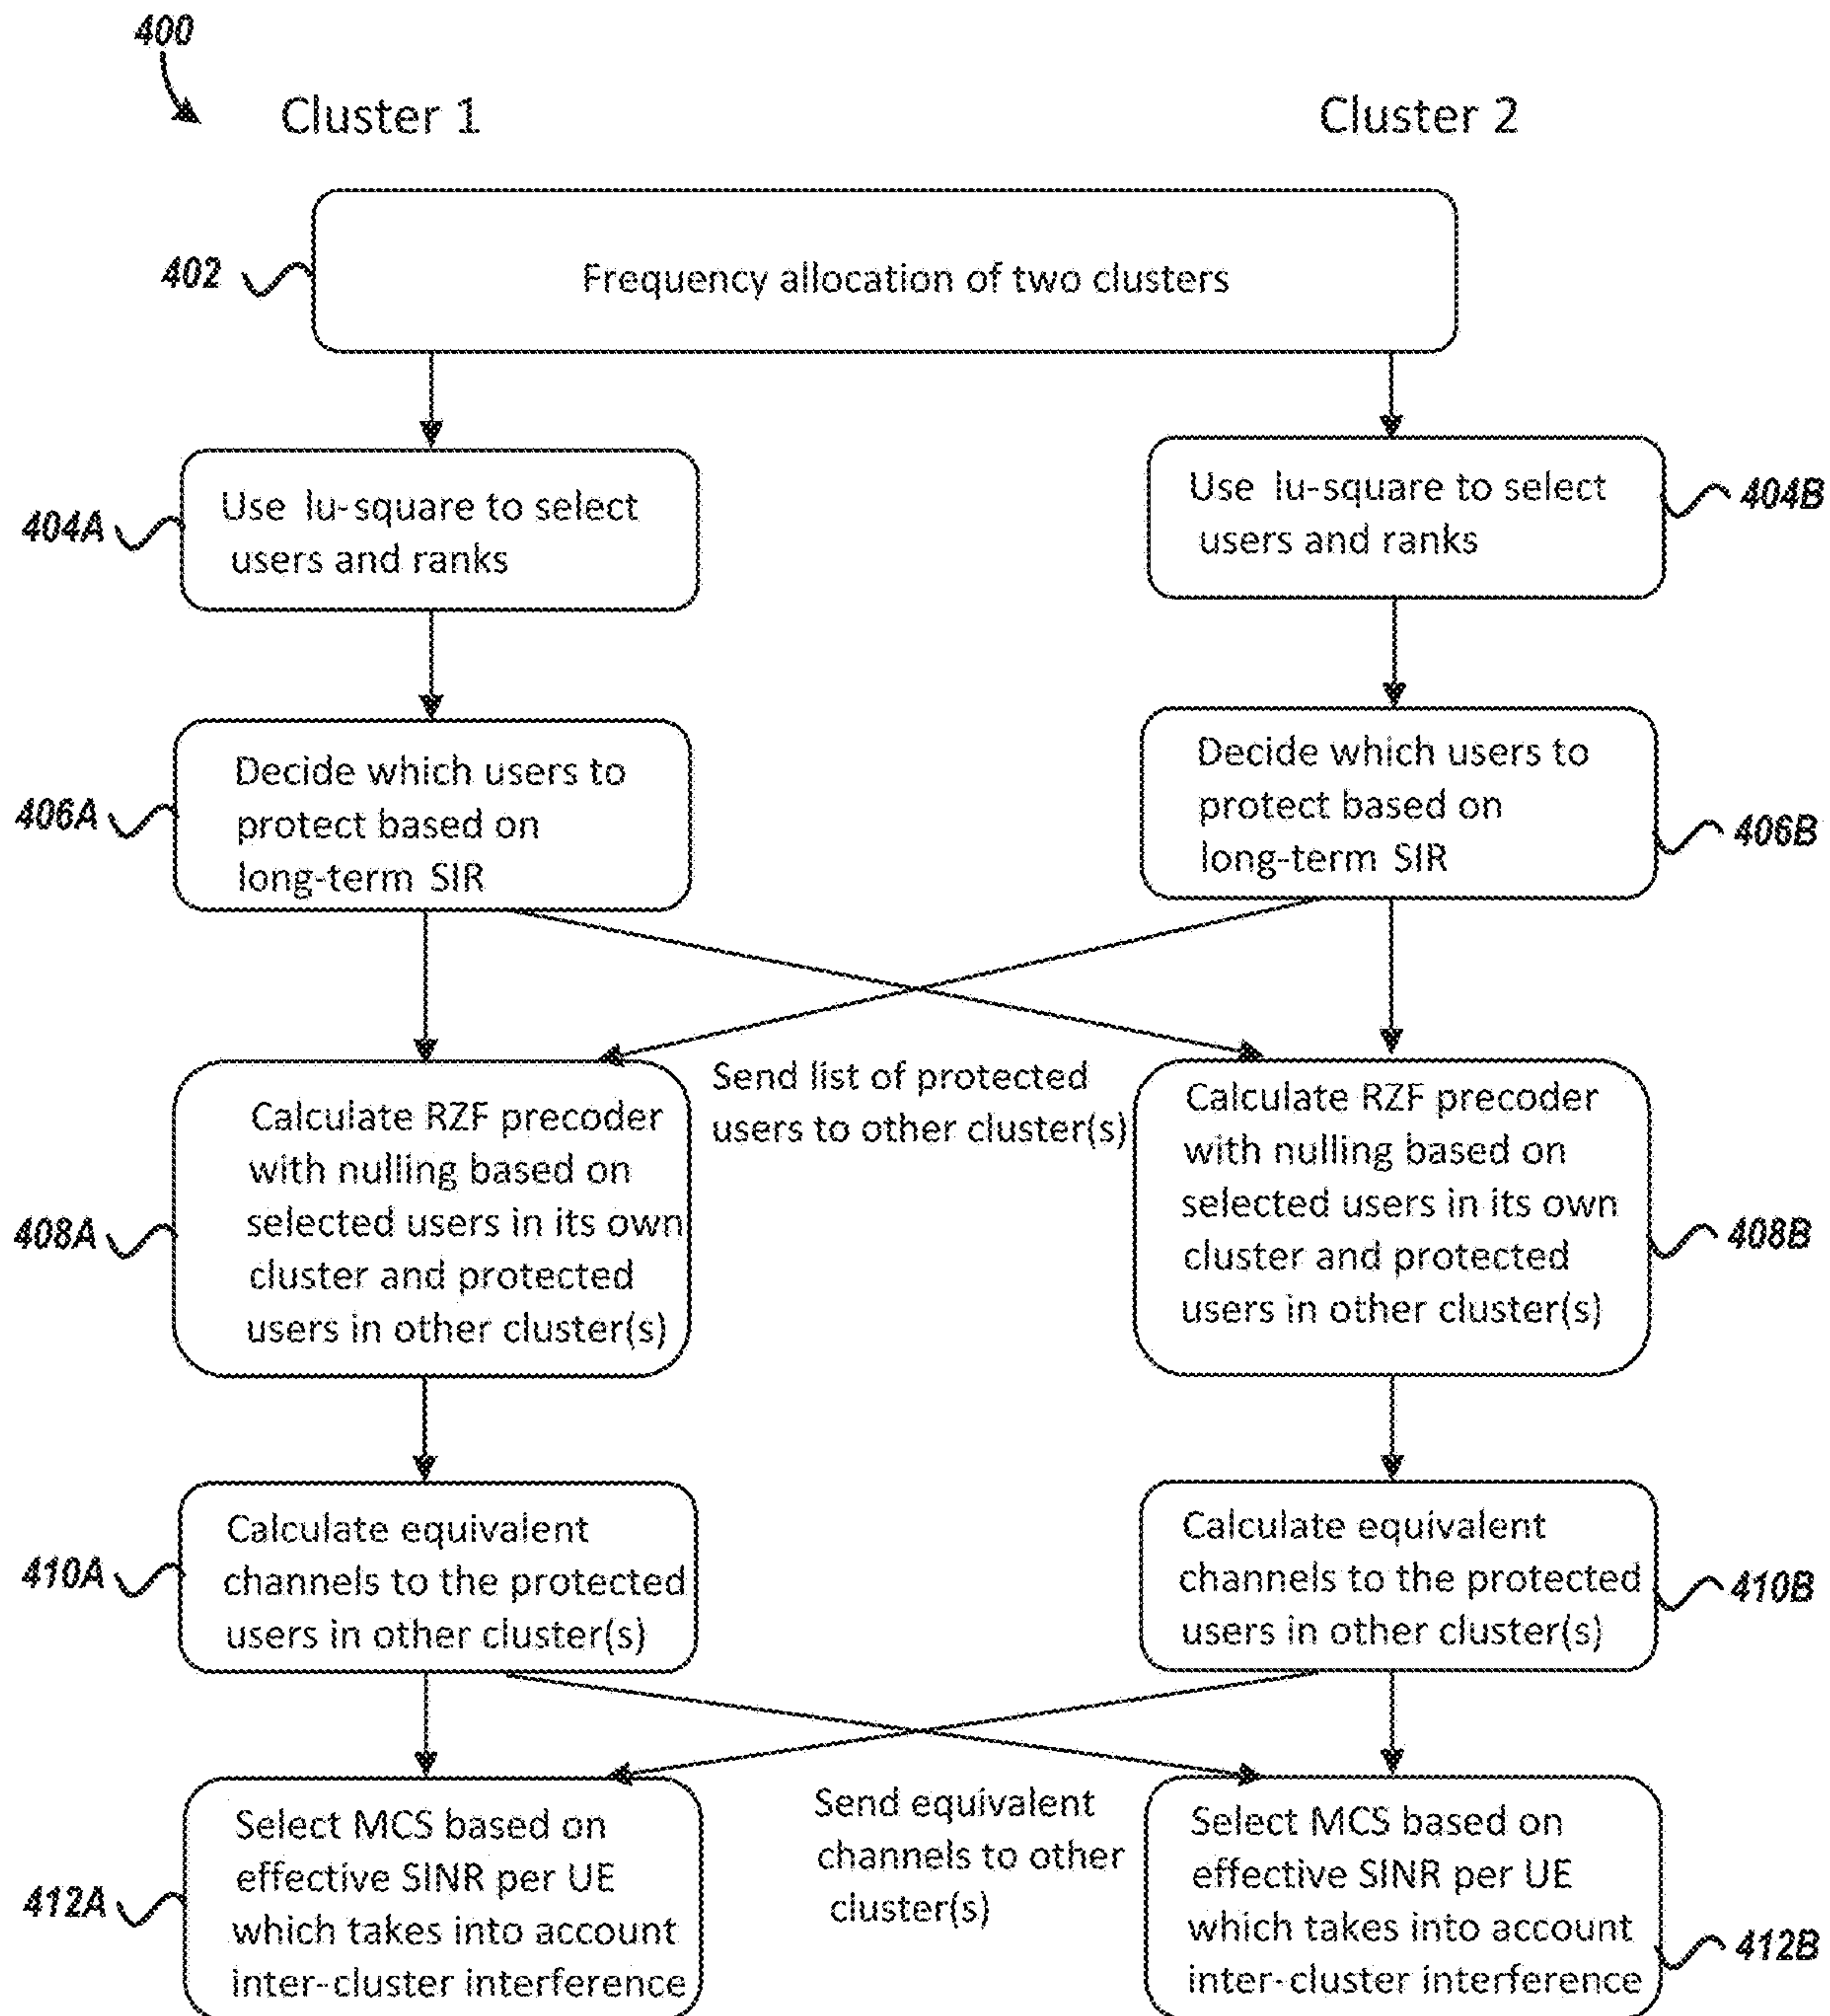 400
Cluster 1
Cluster 2
402
Frequency allocation of two clusters
404A
Use lu-square to select
users and ranks
Use lu-square to select
users and ranks
404B
406A
Decide which users to
protect based on
long-term SIR
Decide which users to
protect based on
long-term SIR
406B
Send list of protected
users to other cluster(s)
408A
Calculate RZF precoder
with nulling based on
selected users in its own
cluster and protected
users in other cluster(s)
Calculate RZF precoder
with nulling based on
selected users in its own
cluster and protected
users in other cluster(s)
408B
410A
Calculate equivalent
channels to the protected
users in other cluster(s)
Calculate equivalent
channels to the protected
users in other cluster(s)
410B
Send equivalent
channels to other
cluster(s)
412A
Select MCS based on
effective SINR per UE
which takes into account
inter-cluster interference
Select MCS based on
effective SINR per UE
which takes into account
inter-cluster interference
412B